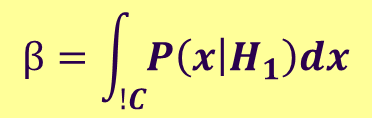 β = ∫_{!C} P(x|H₁)dx